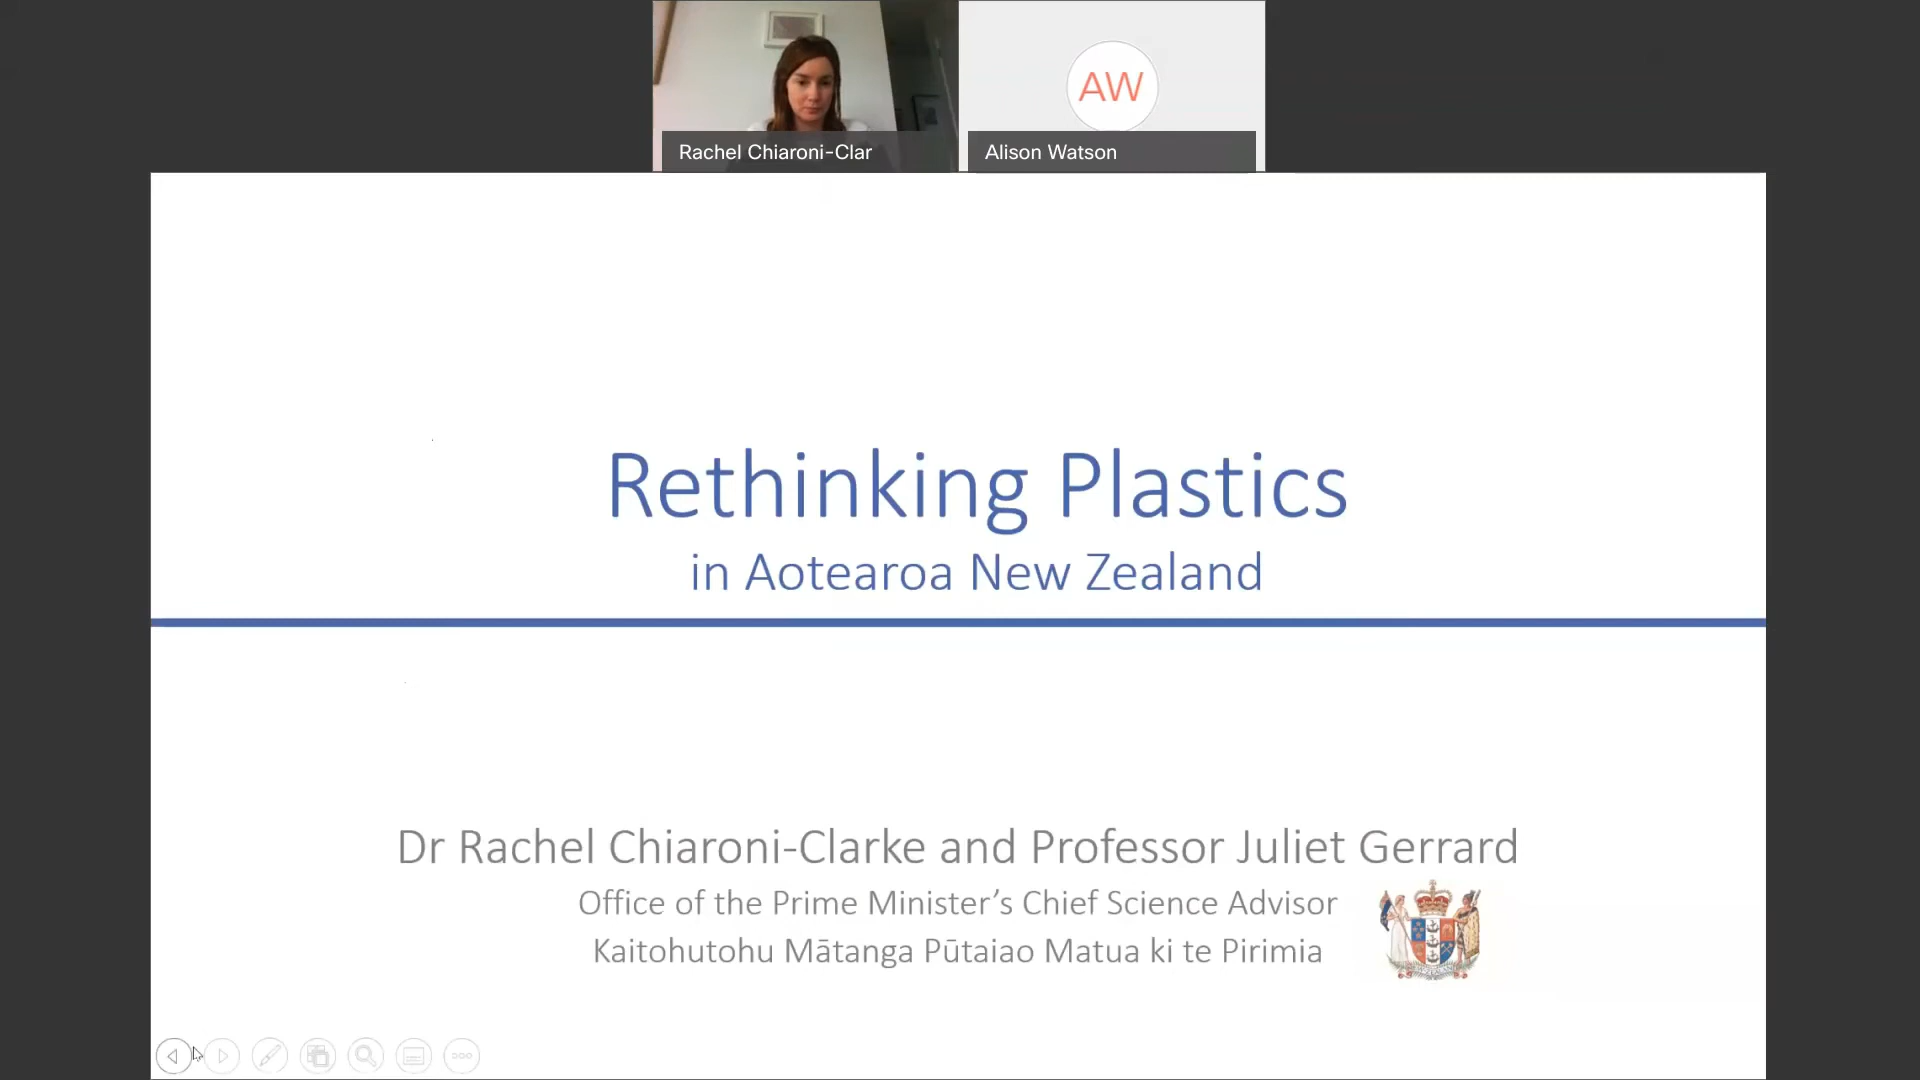 Rachel Chiaroni-Clar
AW
Alison Watson
Rethinking Plastics
in Aotearoa New Zealand
Dr Rachel Chiaroni-Clarke and Professor Juliet Gerrard
Office of the Prime Minister’s Chief Science Advisor
Kaitohutohu Mātanga Pūtaiao Matua ki te Pirimia